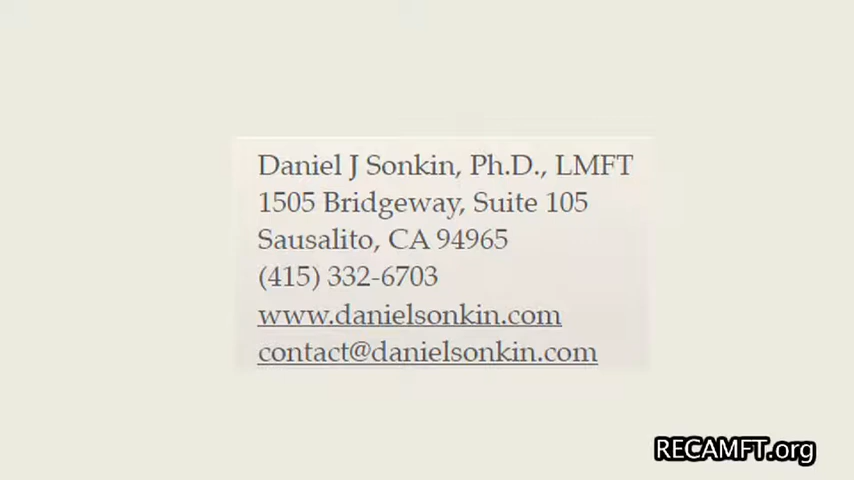 Daniel J Sonkin, Ph.D., LMFT
1505 Bridgeway, Suite 105
Sausalito, CA 94965
(415) 332-6703
www.danielsonkin.com
contact@danielsonkin.com
RECAMFT.org